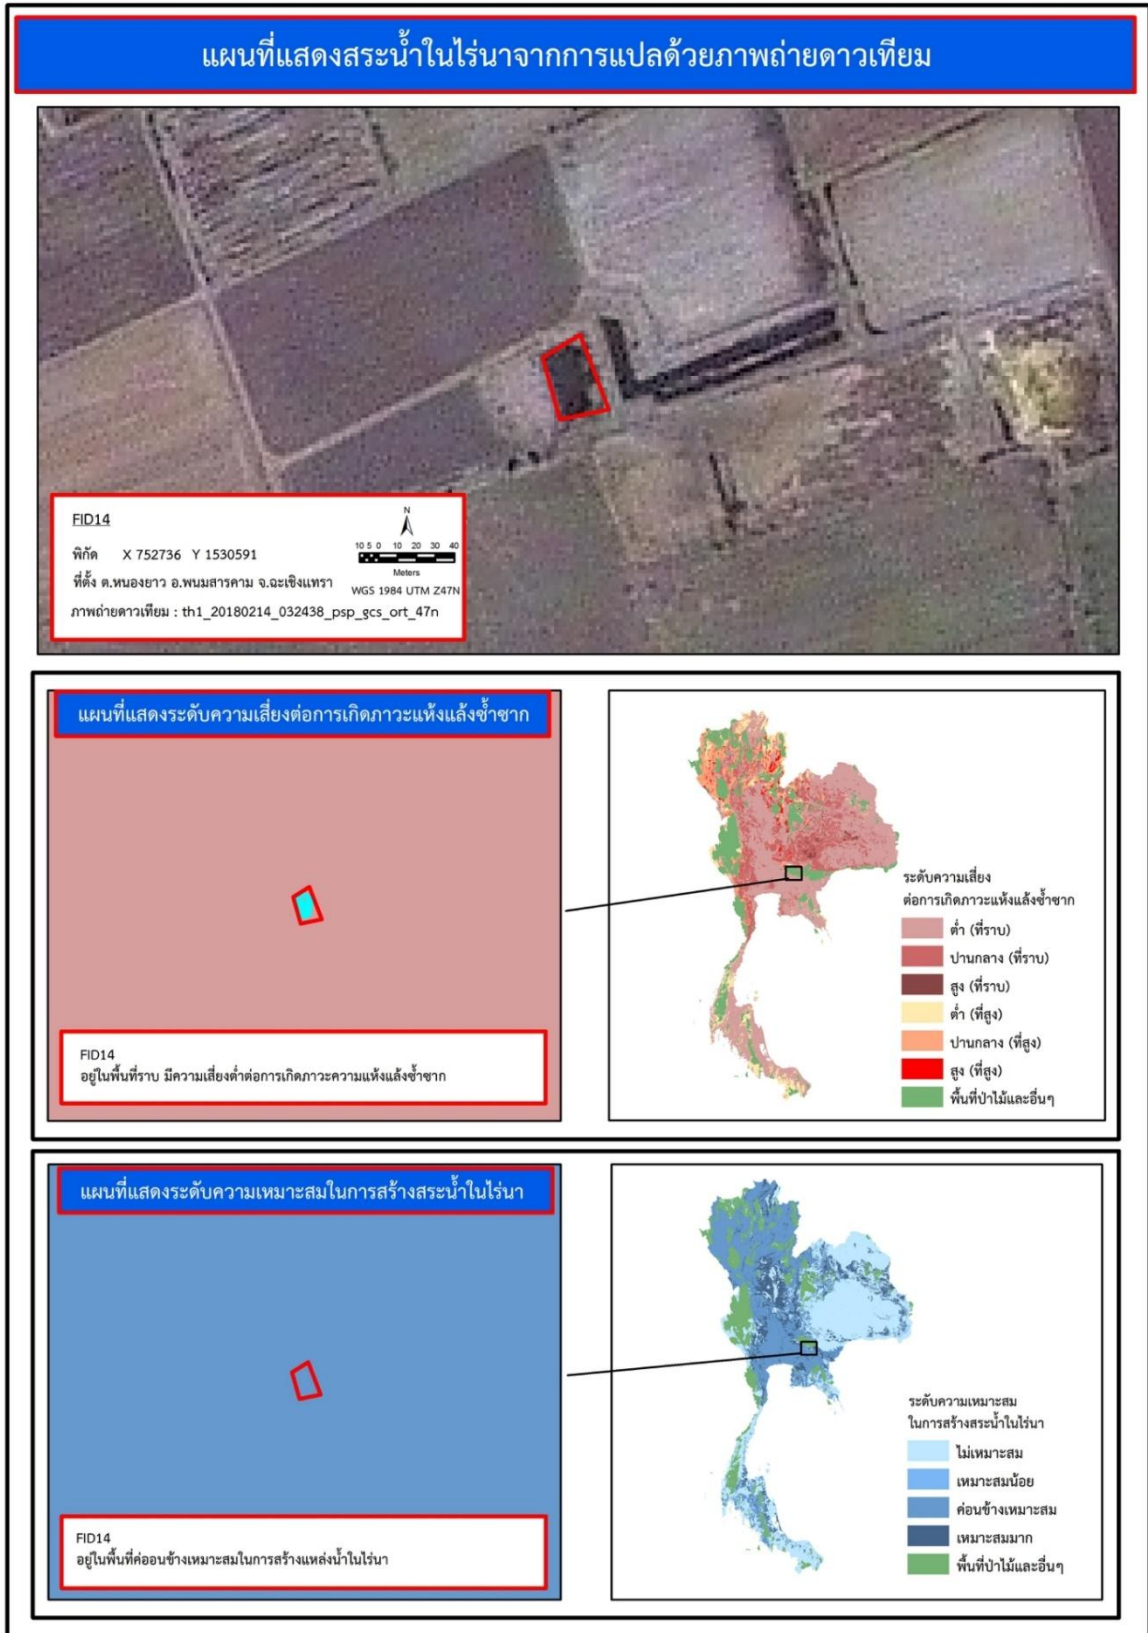 แผนที่แสดงสระน้ำในไร่นาจากการแปลด้วยภาพถ่ายดาวเทียม
FID14
พิกัด X 752736 Y 1530591
ที่ตั้ง ต.หนองยาว อ.พนมสารคาม จ.ฉะเชิงแทรา
ภาพถ่ายดาวเทียม : th1_20180214_032438_psp_gcs_ort_47n
N
10 5 0 10 20 30 40
Meters
WGS 1984 UTM Z47N
แผนที่แสดงระดับความเสี่ยงต่อการเกิดภาวะแห้งแล้งซ้ำซาก
FID14
อยู่ในพื้นที่ราบ มีความเสี่ยงต่ำต่อการเกิดภาวะความแห้งแล้งซ้ำซาก
ระดับความเสี่ยง
ต่อการเกิดภาวะแห้งแล้งซ้ำซาก
ต่ำ (ที่ราบ)
ปานกลาง (ที่ราบ)
สูง (ที่ราบ)
ต่ำ (ที่สูง)
ปานกลาง (ที่สูง)
สูง (ที่สูง)
พื้นที่ป่าไม้และอื่นๆ
แผนที่แสดงระดับความเหมาะสมในการสร้างสระน้ำในไร่นา
FID14
อยู่ในพื้นที่ค่ออนข้างเหมาะสมในการสร้างแหล่งน้ำในไร่นา
ระดับความเหมาะสม
ในการสร้างสระน้ำในไร่นา
ไม่เหมาะสม
เหมาะสมน้อย
ค่อนข้างเหมาะสม
เหมาะสมมาก
พื้นที่ป่าไม้และอื่นๆ